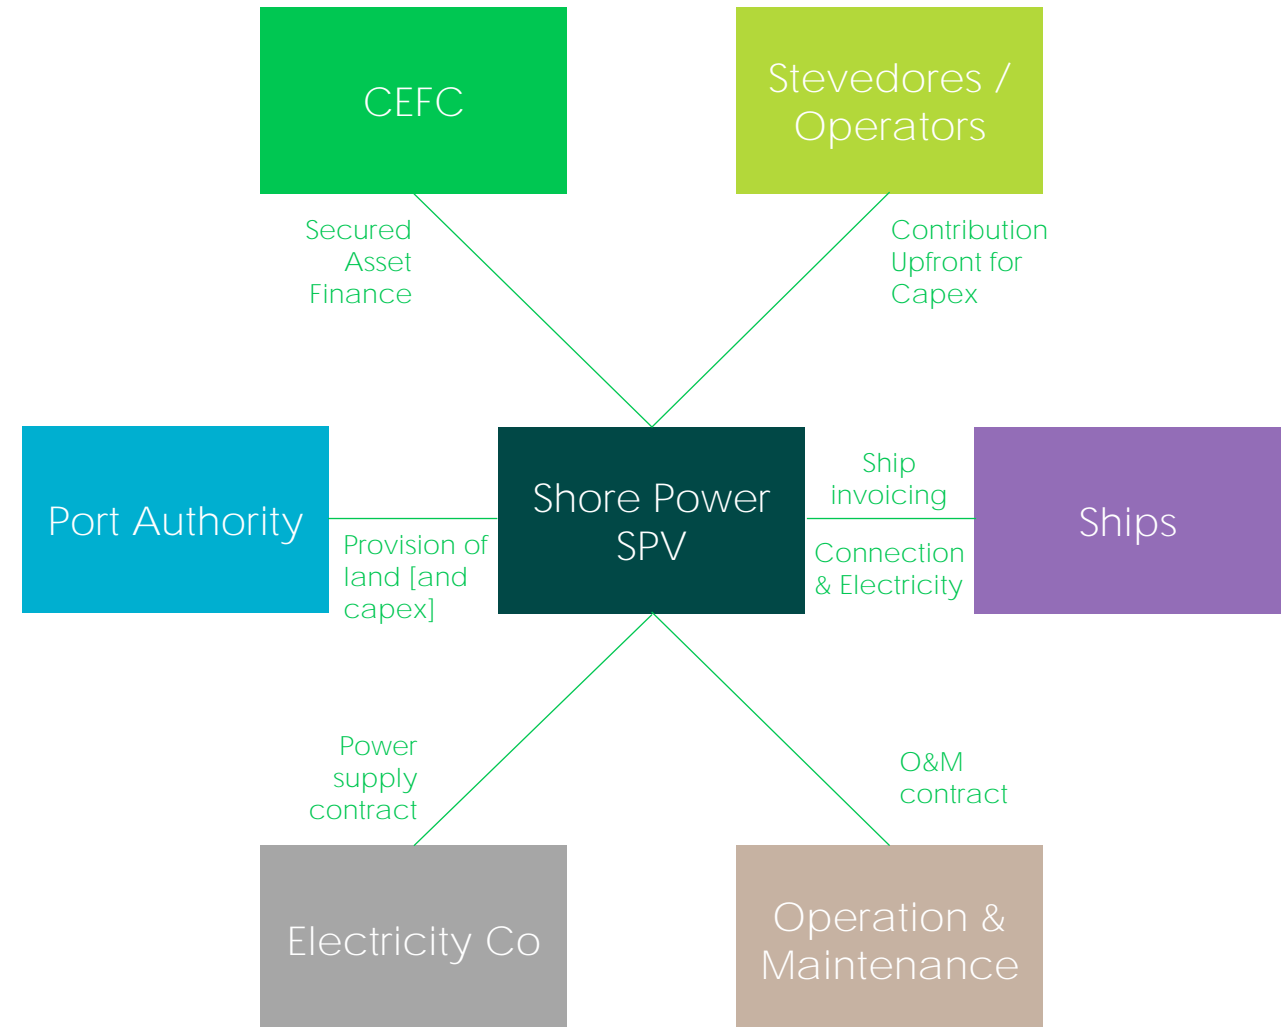 CEFC
Stevedores /
Operators
Secured
Asset
Finance
Contribution
Upfront for
Capex
Port Authority
Provision of
land [and
capex]
Shore Power
SPV
Ship
invoicing
Connection
& Electricity
Ships
Power
supply
contract
O&M
contract
Electricity Co
Operation &
Maintenance